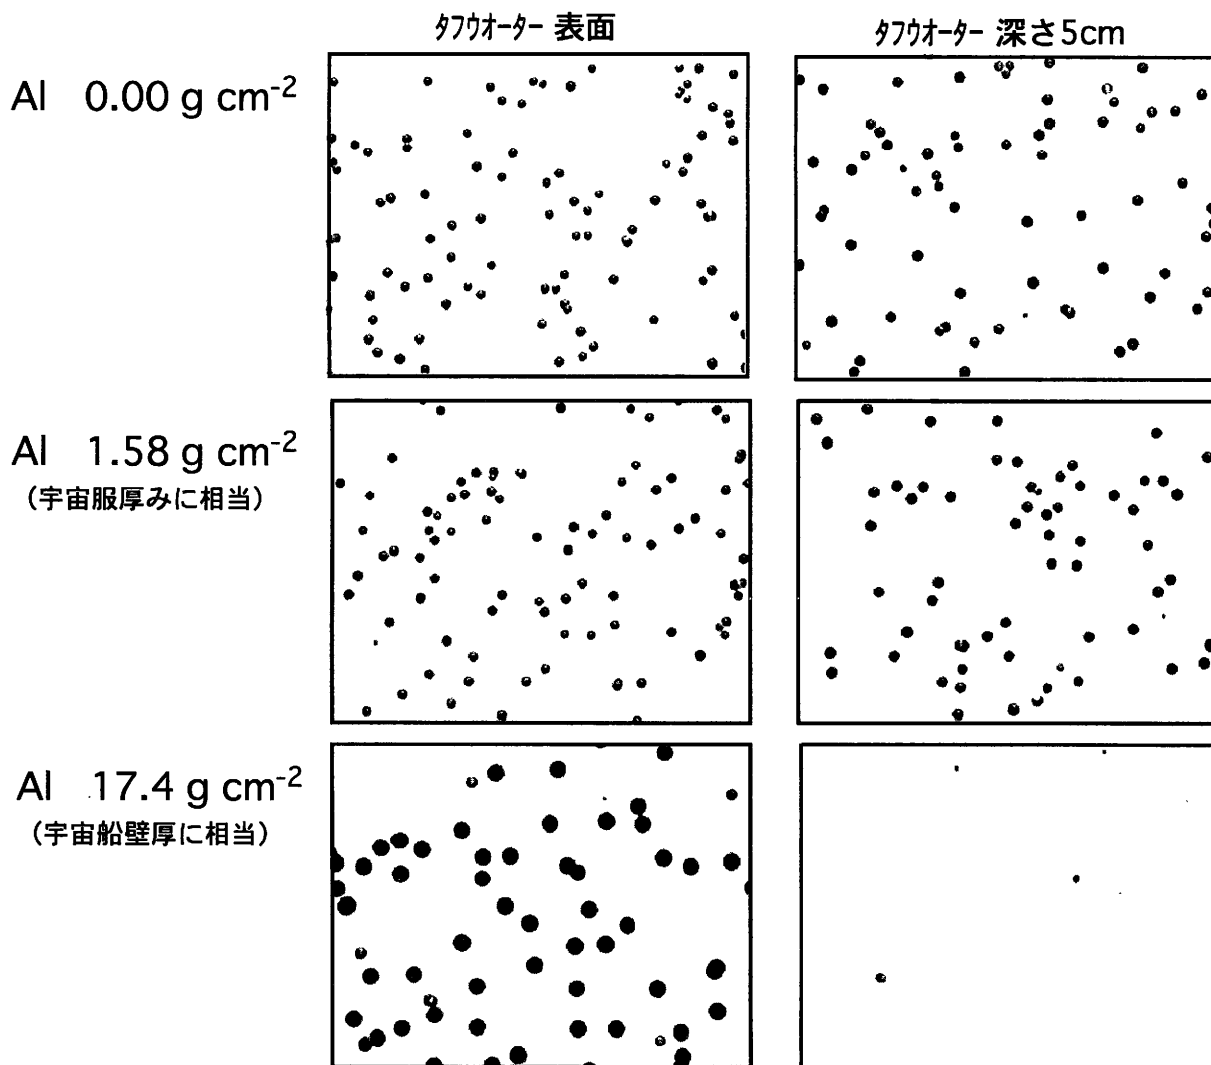 タフウオーター 表面
タフウオーター 深さ5cm
Al 0.00 g cm-2
Al 1.58 g cm-2
（宇宙服厚みに相当）
Al 17.4 g cm-2
（宇宙船壁厚に相当）